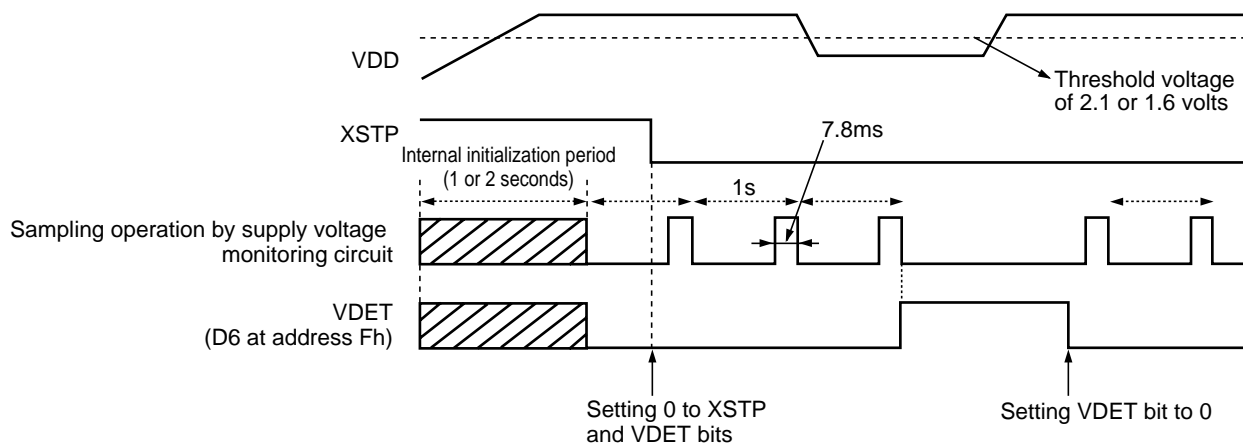 VDD
Threshold voltage
of 2.1 or 1.6 volts
XSTP
7.8ms
Internal initialization period
(1 or 2 seconds)
1s
Sampling operation by supply voltage
monitoring circuit
VDET
(D6 at address Fh)
Setting 0 to XSTP
and VDET bits
Setting VDET bit to 0